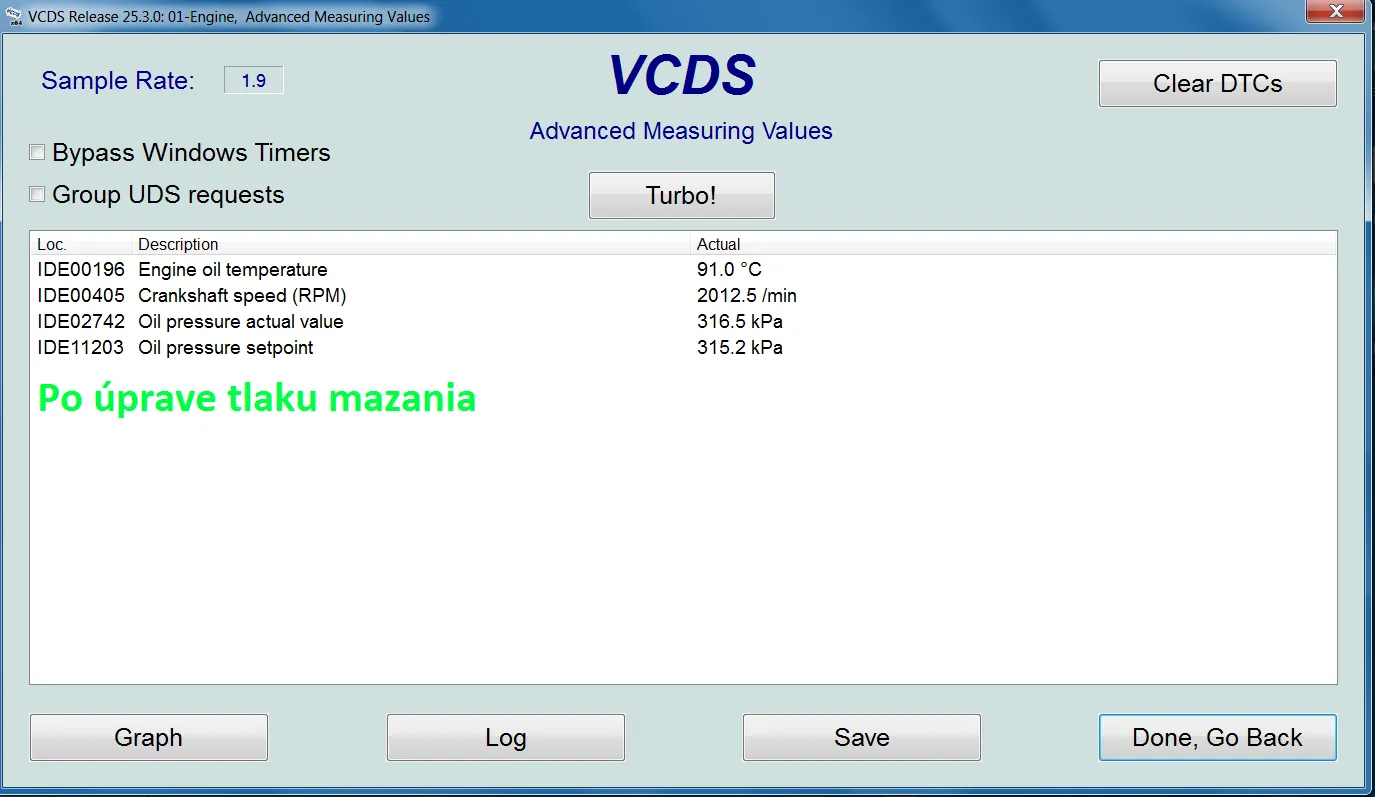 VCDS Release 25.3.0: 01-Engine, Advanced Measuring Values
Sample Rate: 1.9
VCDS
Clear DTCs
Advanced Measuring Values
Bypass Windows Timers
Group UDS requests
Turbo!
Loc. Description Actual
IDE00196 Engine oil temperature 91.0 °C
IDE00405 Crankshaft speed (RPM) 2012.5 /min
IDE02742 Oil pressure actual value 316.5 kPa
IDE11203 Oil pressure setpoint 315.2 kPa
Po úprave tlaku mazania
Graph Log Save Done, Go Back